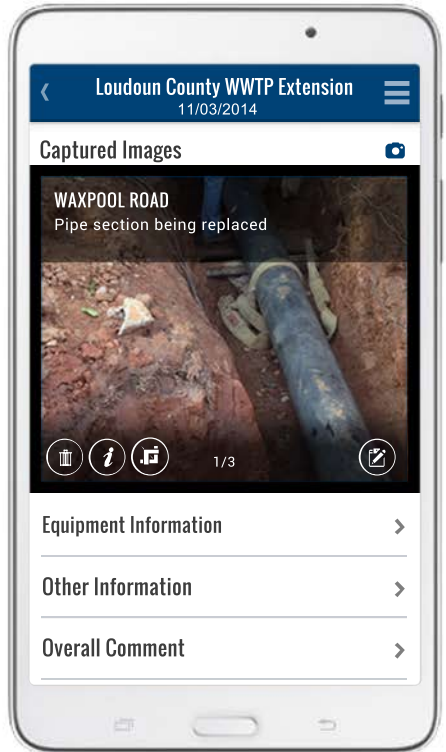 Loudoun County WWTP Extension
11/03/2014
Captured Images
WAXPOOL ROAD
Pipe section being replaced
1/3
Equipment Information
Other Information
Overall Comment